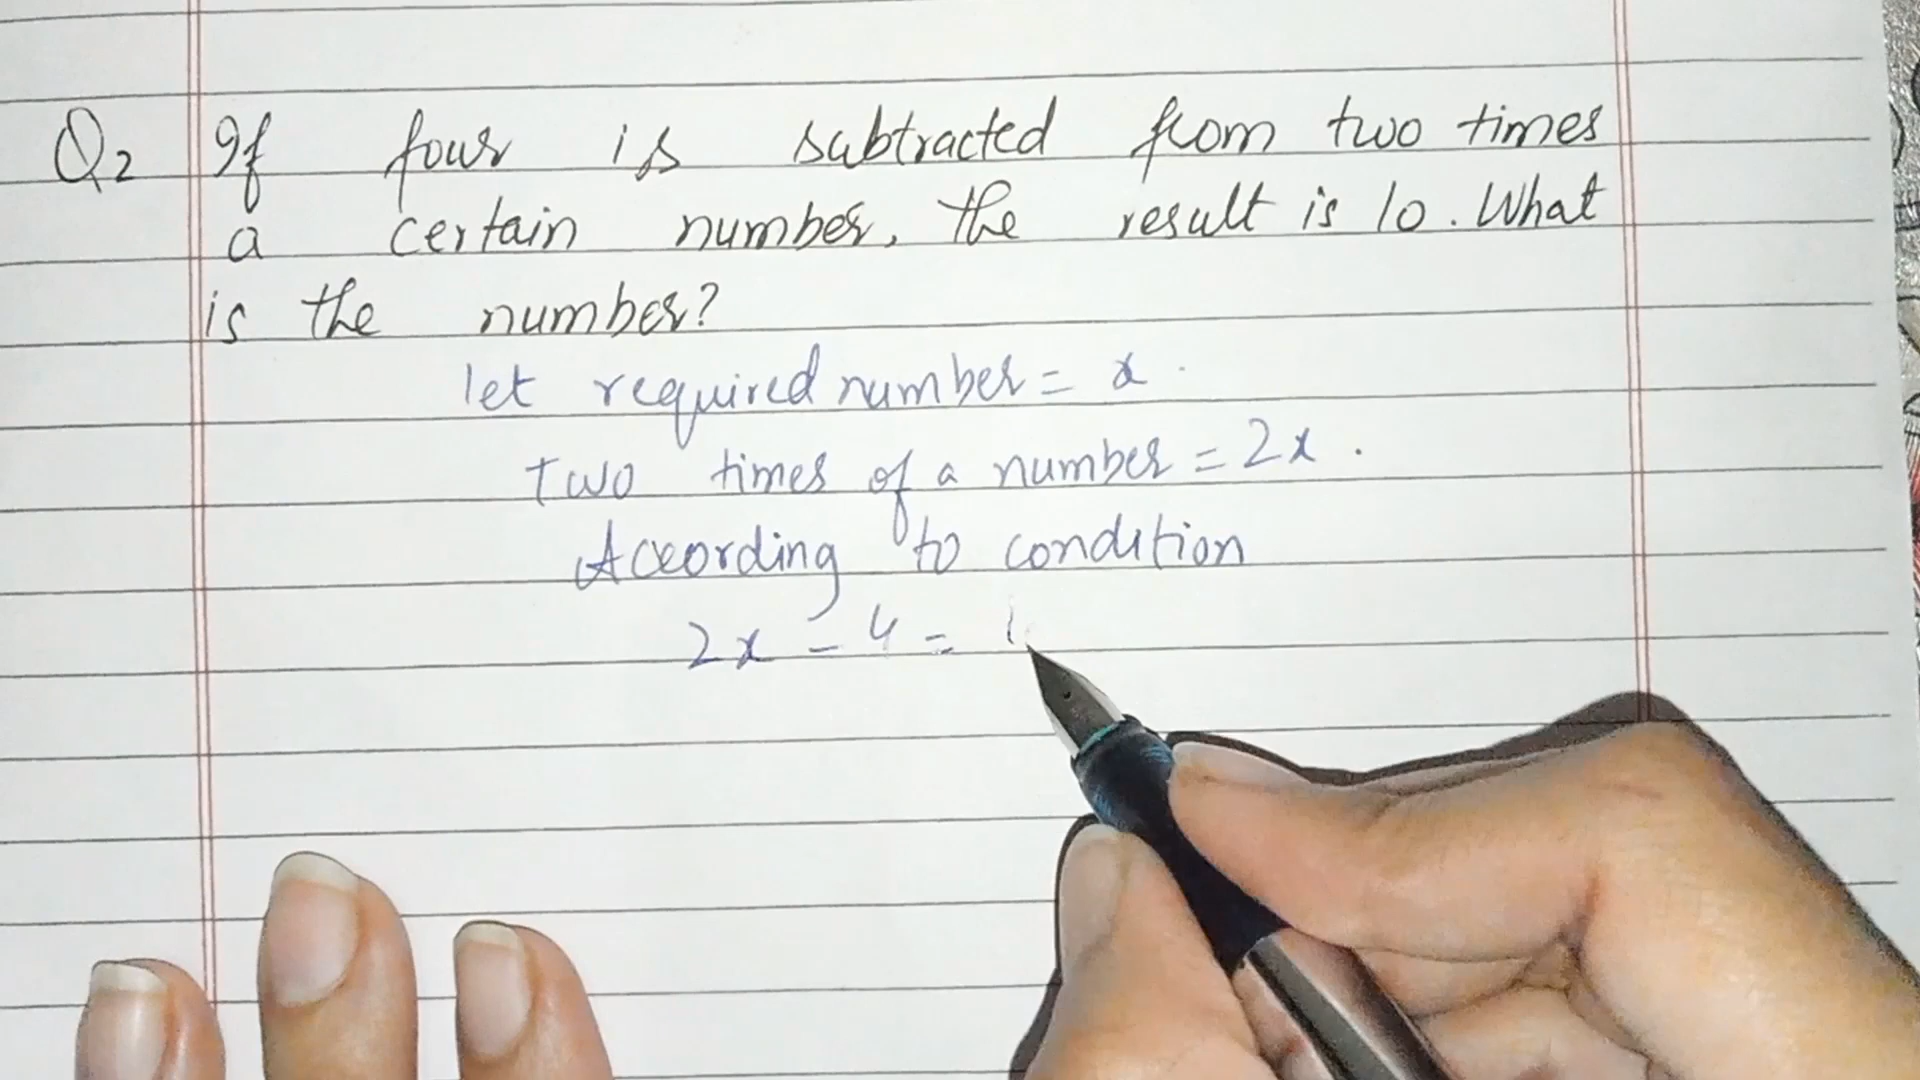 Q2 If four is subtracted from two times
a certain number, the result is 10. What
is the number?
let required number = x.
Two times of a number = 2x.
According to condition
2x - 4 = 1